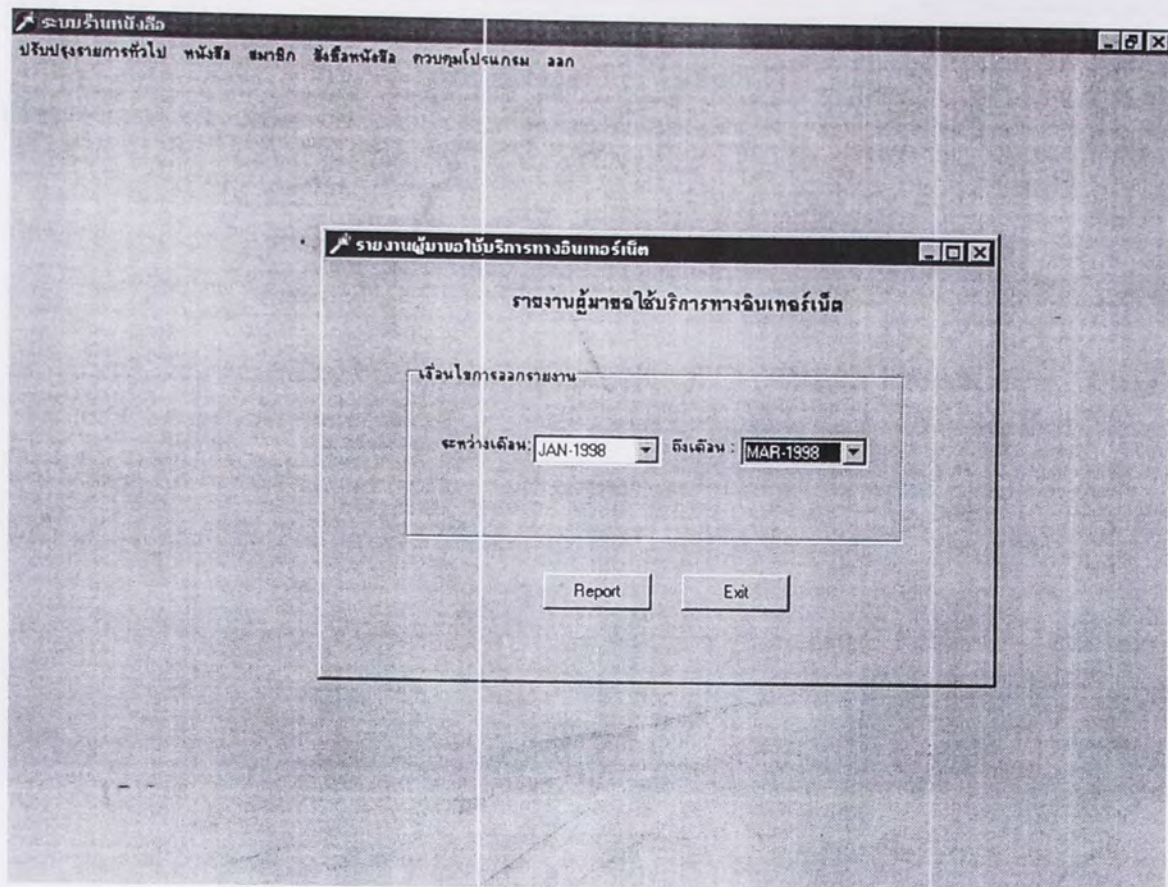 ระบบร้านหนังสือ
ปรับปรุงรายการทั่วไป หนังสือ สมาชิก สั่งซื้อหนังสือ ควบคุมโปรแกรม ออก
รายงานผู้มาขอใช้บริการทางอินเทอร์เน็ต
รายงานผู้มาขอใช้บริการทางอินเทอร์เน็ต
เงื่อนไขการออกรายงาน
ระหว่างเดือน: JAN-1998 ถึงเดือน : MAR-1998
Report Exit